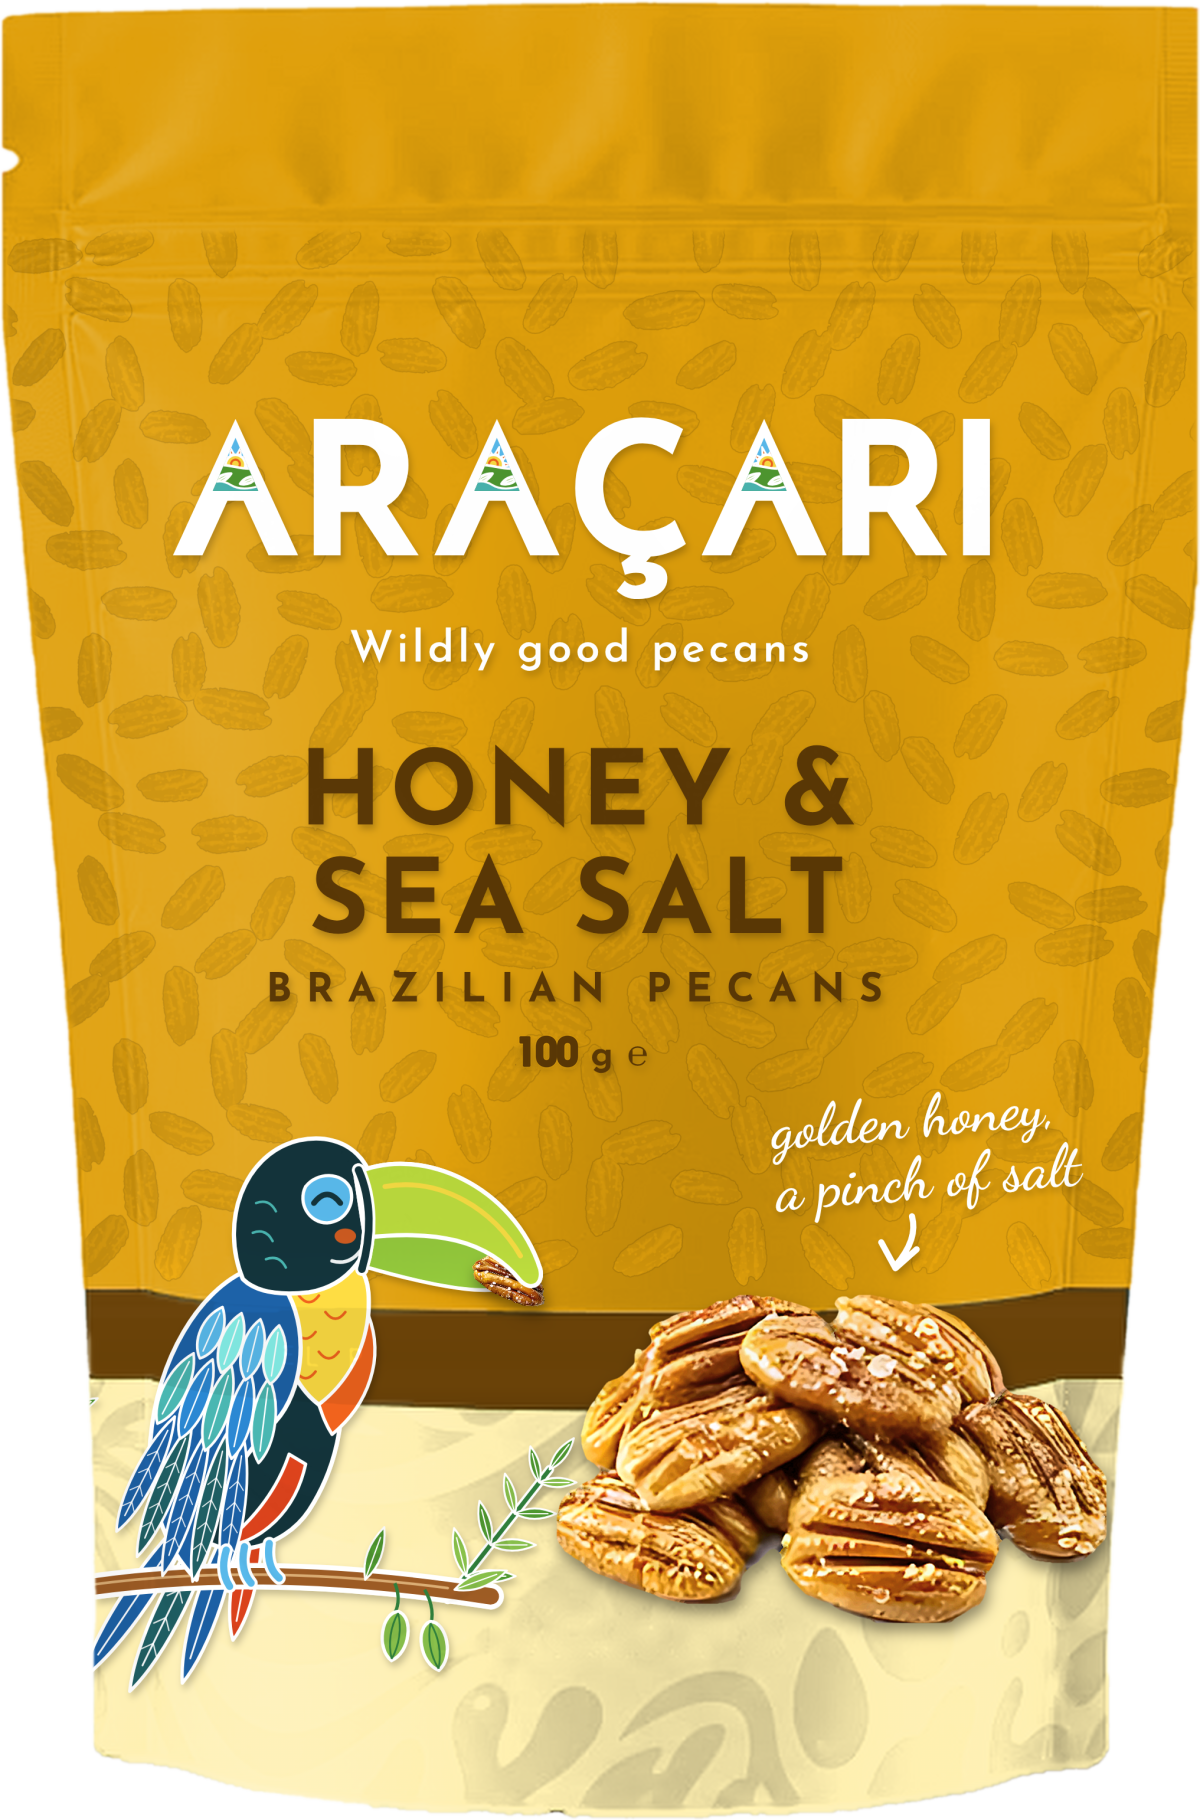 ARAÇARI
Wildly good pecans
HONEY &
SEA SALT
BRAZILIAN PECANS
100 g ℮
golden honey,
a pinch of salt